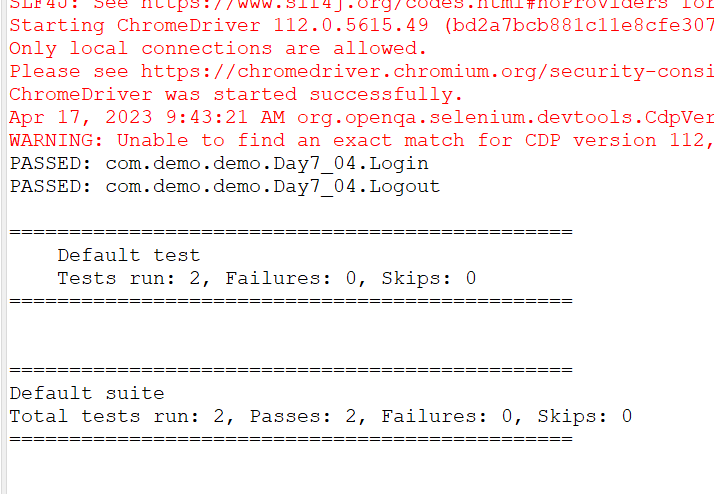 SLF4J: See https://www.slf4j.org/codes.html#noProviders for
Starting ChromeDriver 112.0.5615.49 (bd2a7bcb881c11e8cfe307
Only local connections are allowed.
Please see https://chromedriver.chromium.org/security-consi
ChromeDriver was started successfully.
Apr 17, 2023 9:43:21 AM org.openqa.selenium.devtools.CdpVer
WARNING: Unable to find an exact match for CDP version 112,
PASSED: com.demo.demo.Day7_04.Login
PASSED: com.demo.demo.Day7_04.Logout
===============================================
Default test
Tests run: 2, Failures: 0, Skips: 0
===============================================
===============================================
Default suite
Total tests run: 2, Passes: 2, Failures: 0, Skips: 0
===============================================